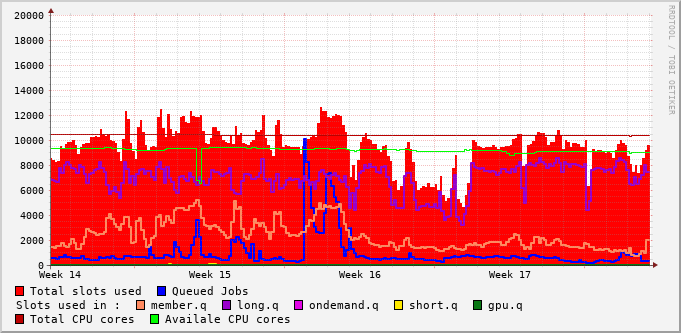 20000
18000
16000
14000
12000
10000
8000
6000
4000
2000
0
Week 14 Week 15 Week 16 Week 17
RRDTOOL / TOBI OETIKER
Total slots used Queued Jobs
Slots used in : member.q long.q ondemand.q short.q gpu.q
Total CPU cores Availale CPU cores